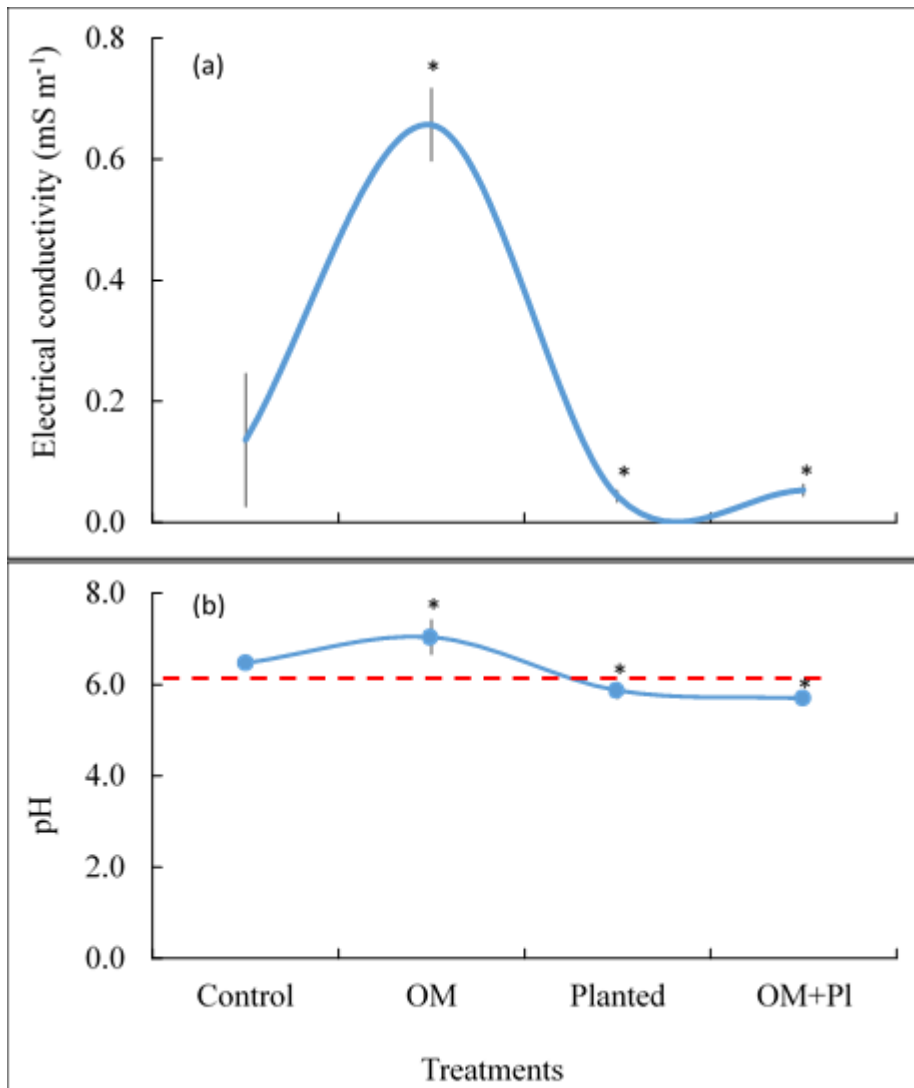 (a)
Electrical conductivity (mS m⁻¹)
0.8
0.6
0.4
0.2
0.0
*
*
*
(b)
pH
8.0
6.0
4.0
2.0
0.0
*
*
*
Control OM Planted OM+Pl
Treatments